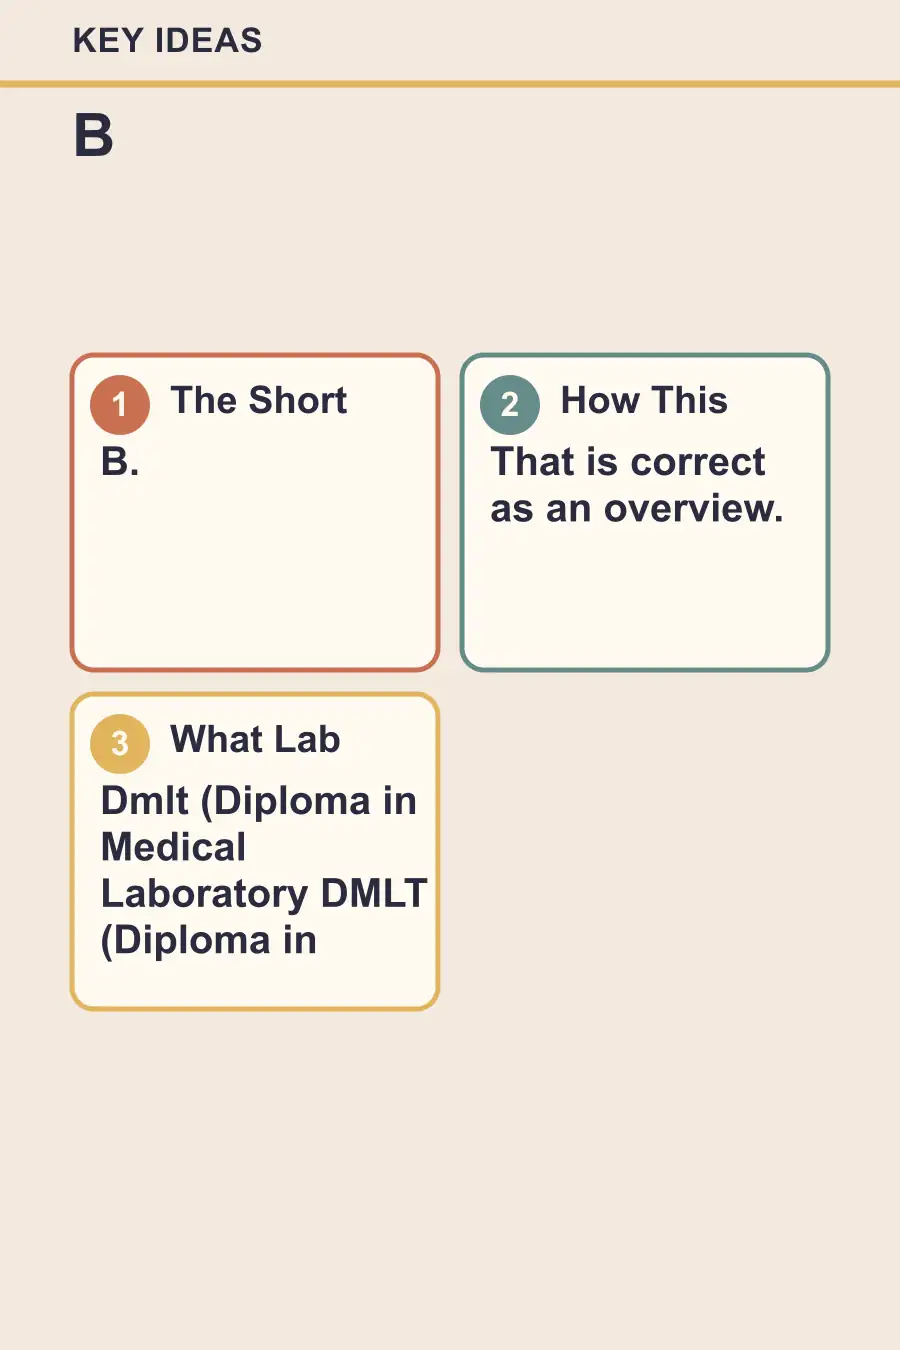 KEY IDEAS
B
1
The Short
B.
2
How This
That is correct
as an overview.
3
What Lab
Dmlt (Diploma in
Medical
Laboratory DMLT
(Diploma in